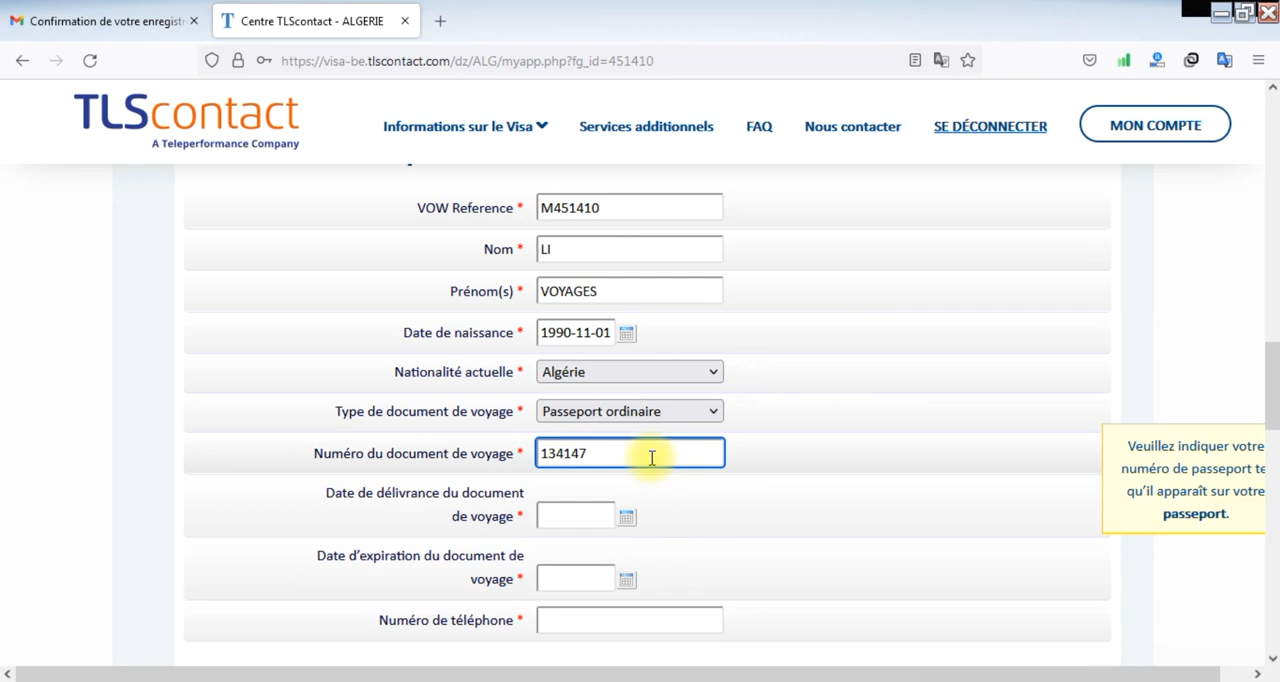 Confirmation de votre enregistr
Centre TLScontact - ALGERIE
https://visa-be.tlscontact.com/dz/ALG/myapp.php?fg_id=451410
TLScontact
A Teleperformance Company
Informations sur le Visa
Services additionnels
FAQ
Nous contacter
SE DÉCONNECTER
MON COMPTE
VOW Reference * M451410
Nom * LI
Prénom(s) * VOYAGES
Date de naissance * 1990-11-01
Nationalité actuelle * Algérie
Type de document de voyage * Passeport ordinaire
Numéro du document de voyage * 134147
Date de délivrance du document
de voyage *
Date d'expiration du document de
voyage *
Numéro de téléphone *
Veuillez indiquer votre
numéro de passeport te
qu'il apparaît sur votre
passeport.